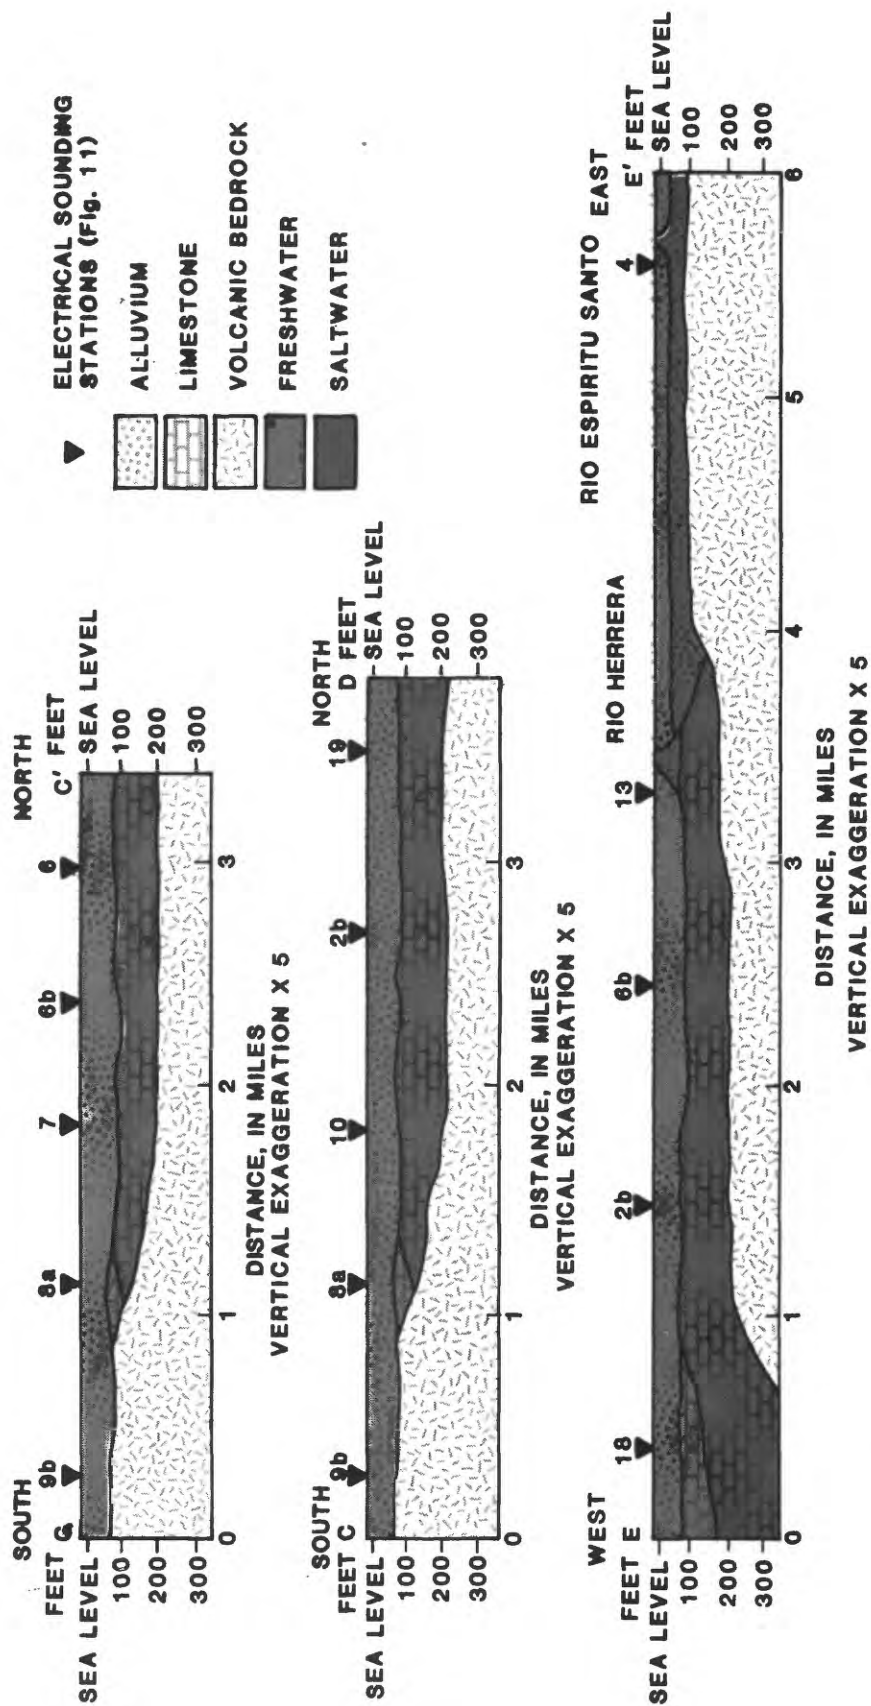 SOUTH
NORTH
FEET C
9b
8a
7
6b
6
C' FEET
SEA LEVEL
SEA LEVEL
100
100
200
200
300
300
0
1
2
3
DISTANCE, IN MILES
VERTICAL EXAGGERATION X 5
ELECTRICAL SOUNDING
STATIONS (Fig. 11)
ALLUVIUM
LIMESTONE
VOLCANIC BEDROCK
FRESHWATER
SALTWATER
SOUTH
NORTH
FEET C
9b
8a
10
2b
19
D FEET
SEA LEVEL
SEA LEVEL
100
100
200
200
300
300
0
1
2
3
DISTANCE, IN MILES
VERTICAL EXAGGERATION X 5
WEST
RIO HERRERA
RIO ESPIRITU SANTO
EAST
FEET E
18
2b
6b
13
4
E' FEET
SEA LEVEL
SEA LEVEL
100
100
200
200
300
300
0
1
2
3
4
5
6
DISTANCE, IN MILES
VERTICAL EXAGGERATION X 5